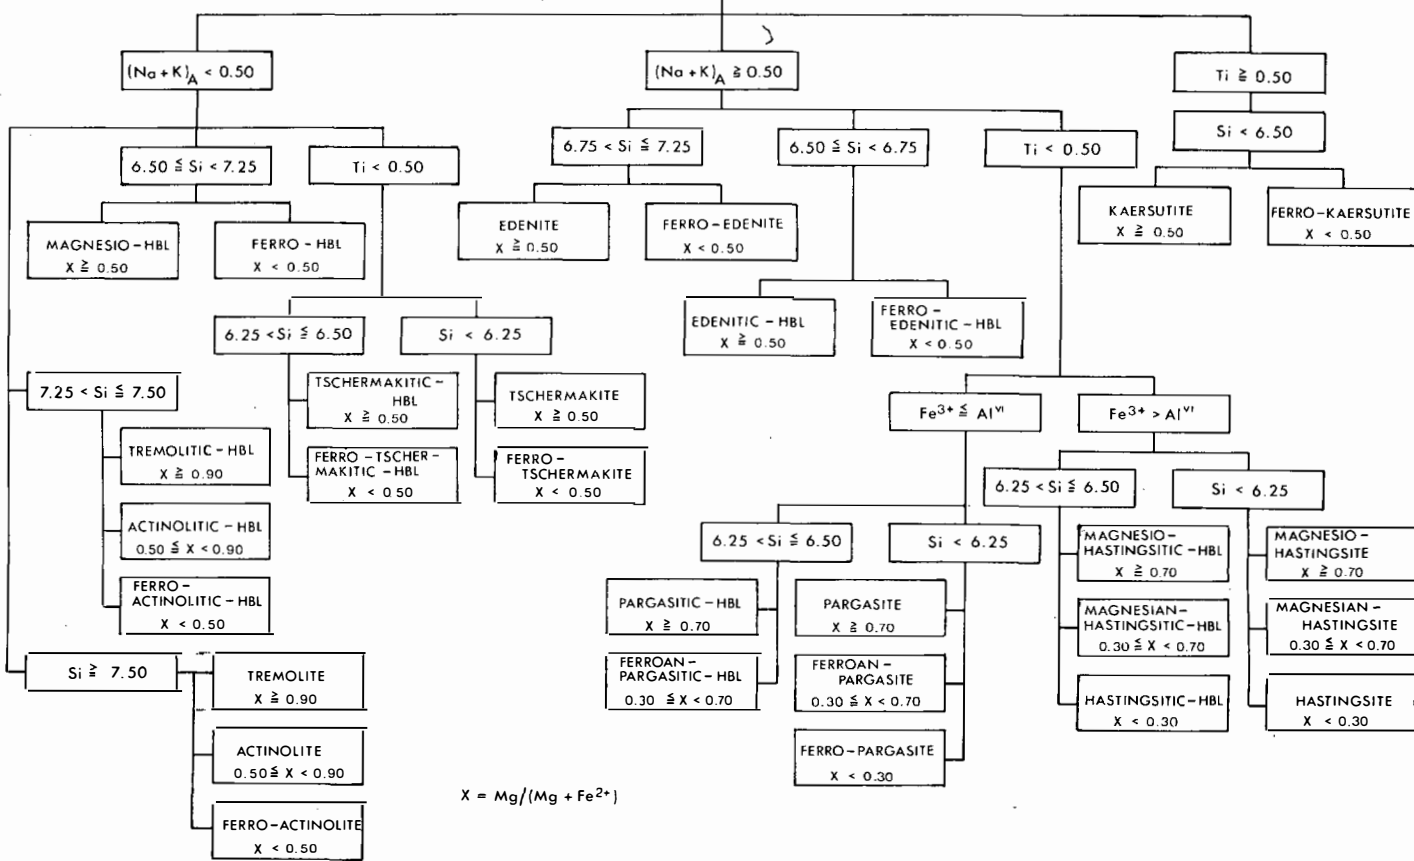 (Na+K)A < 0.50
(Na+K)A ≧ 0.50
Ti ≧ 0.50
Si < 6.50
6.50 ≦ Si < 7.25
Ti < 0.50
6.75 < Si ≦ 7.25
6.50 ≦ Si < 6.75
Ti < 0.50
MAGNESIO-HBL
X ≧ 0.50
FERRO-HBL
X < 0.50
EDENITE
X ≧ 0.50
FERRO-EDENITE
X < 0.50
KAERSUTITE
X ≧ 0.50
FERRO-KAERSUTITE
X < 0.50
6.25 < Si ≦ 6.50
Si < 6.25
EDENITIC-HBL
X ≧ 0.50
FERRO-
EDENITIC-HBL
X < 0.50
7.25 < Si ≦ 7.50
TSCHERMAKITIC-
HBL
X ≧ 0.50
TSCHERMAKITE
X ≧ 0.50
Fe3+ ≦ AlVI
Fe3+ > AlVI
TREMOLITIC-HBL
X ≧ 0.90
FERRO-TSCHER-
MAKITIC-HBL
X < 0.50
FERRO-
TSCHERMAKITE
X < 0.50
6.25 < Si ≦ 6.50
Si < 6.25
ACTINOLITIC-HBL
0.50 ≦ X < 0.90
6.25 < Si ≦ 6.50
Si < 6.25
MAGNESIO-
HASTINGSITIC-HBL
X ≧ 0.70
MAGNESIO-
HASTINGSITE
X ≧ 0.70
FERRO-
ACTINOLITIC-HBL
X < 0.50
PARGASITIC-HBL
X ≧ 0.70
PARGASITE
X ≧ 0.70
MAGNESIAN-
HASTINGSITIC-HBL
0.30 ≦ X < 0.70
MAGNESIAN-
HASTINGSITE
0.30 ≦ X < 0.70
Si ≧ 7.50
TREMOLITE
X ≧ 0.90
FERROAN-
PARGASITIC-HBL
0.30 ≦ X < 0.70
FERROAN-
PARGASITE
0.30 ≦ X < 0.70
HASTINGSITIC-HBL
X < 0.30
HASTINGSITE
X < 0.30
ACTINOLITE
0.50 ≦ X < 0.90
FERRO-PARGASITE
X < 0.30
X = Mg/(Mg + Fe2+)
FERRO-ACTINOLITE
X < 0.50